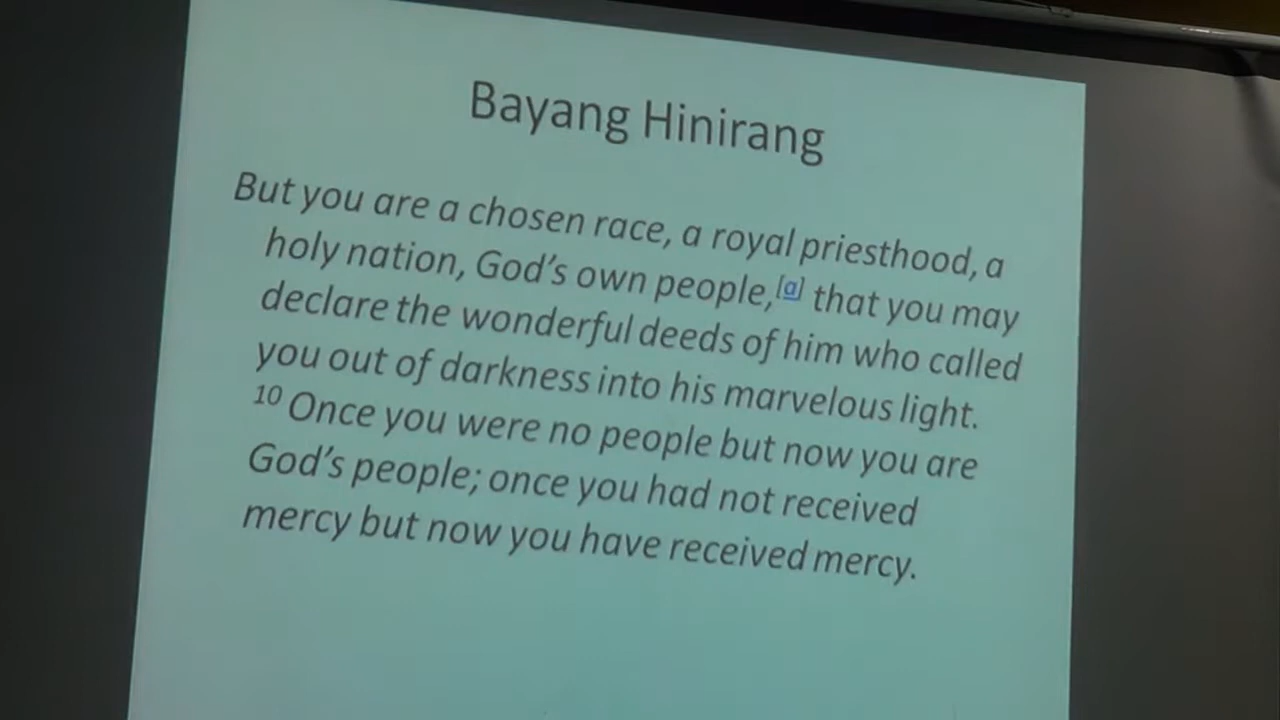 Bayang Hinirang
But you are a chosen race, a royal priesthood, a
holy nation, God's own people,[a] that you may
declare the wonderful deeds of him who called
you out of darkness into his marvelous light.
10 Once you were no people but now you are
God's people; once you had not received
mercy but now you have received mercy.